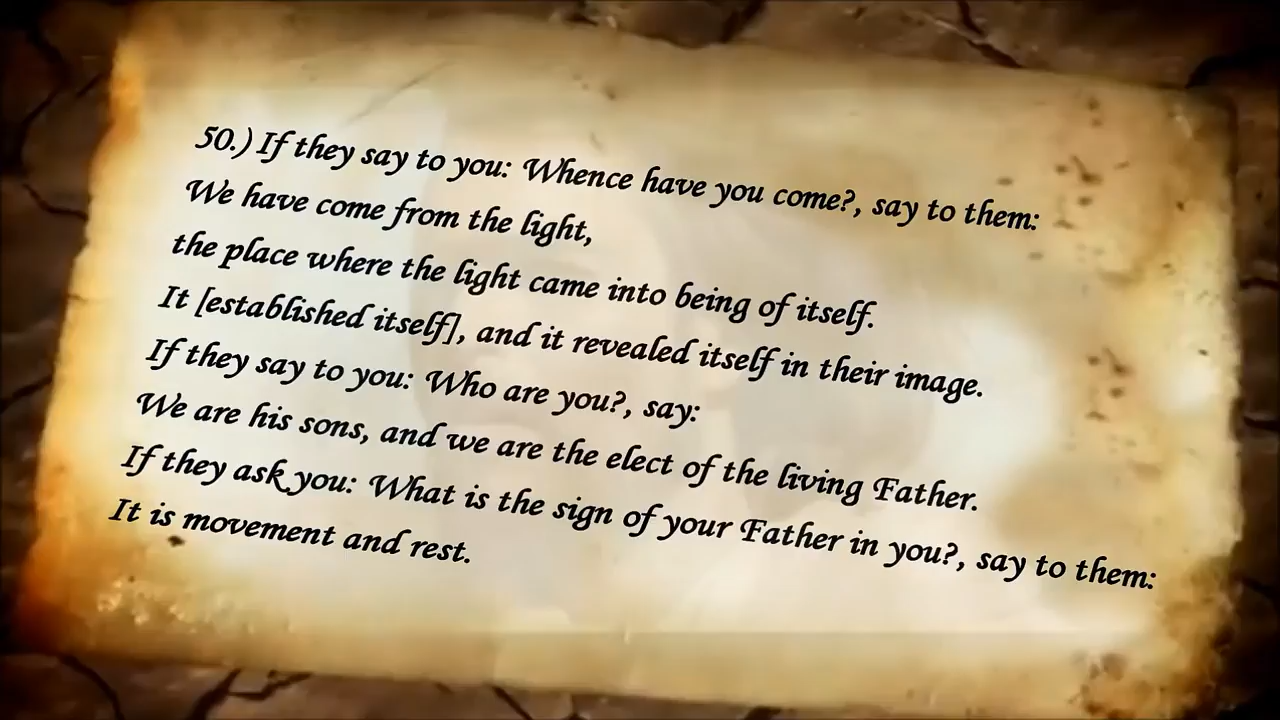 50.) If they say to you: Whence have you come?, say to them:
We have come from the light,
the place where the light came into being of itself.
It [established itself], and it revealed itself in their image.
If they say to you: Who are you?, say:
We are his sons, and we are the elect of the living Father.
If they ask you: What is the sign of your Father in you?, say to them:
It is movement and rest.